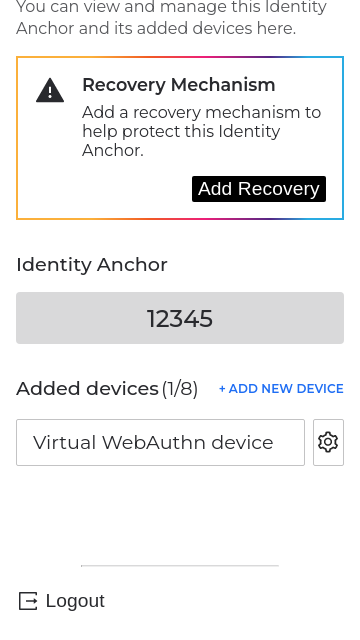 You can view and manage this Identity
Anchor and its added devices here.
Recovery Mechanism
Add a recovery mechanism to
help protect this Identity
Anchor.
Add Recovery
Identity Anchor
12345
Added devices (1/8) + ADD NEW DEVICE
Virtual WebAuthn device
Logout